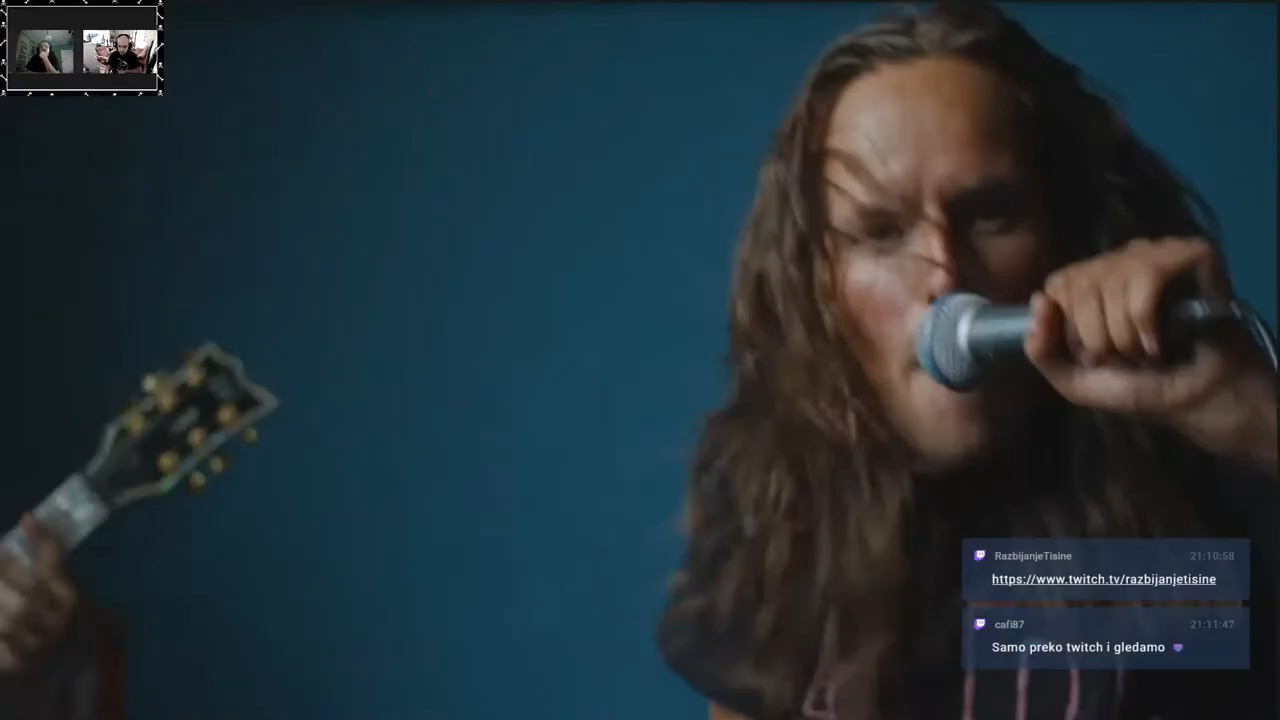 RazbijanjeTisine 21:10:58
https://www.twitch.tv/razbijanjetisine
cafi87 21:11:47
Samo preko twitch i gledamo 💜